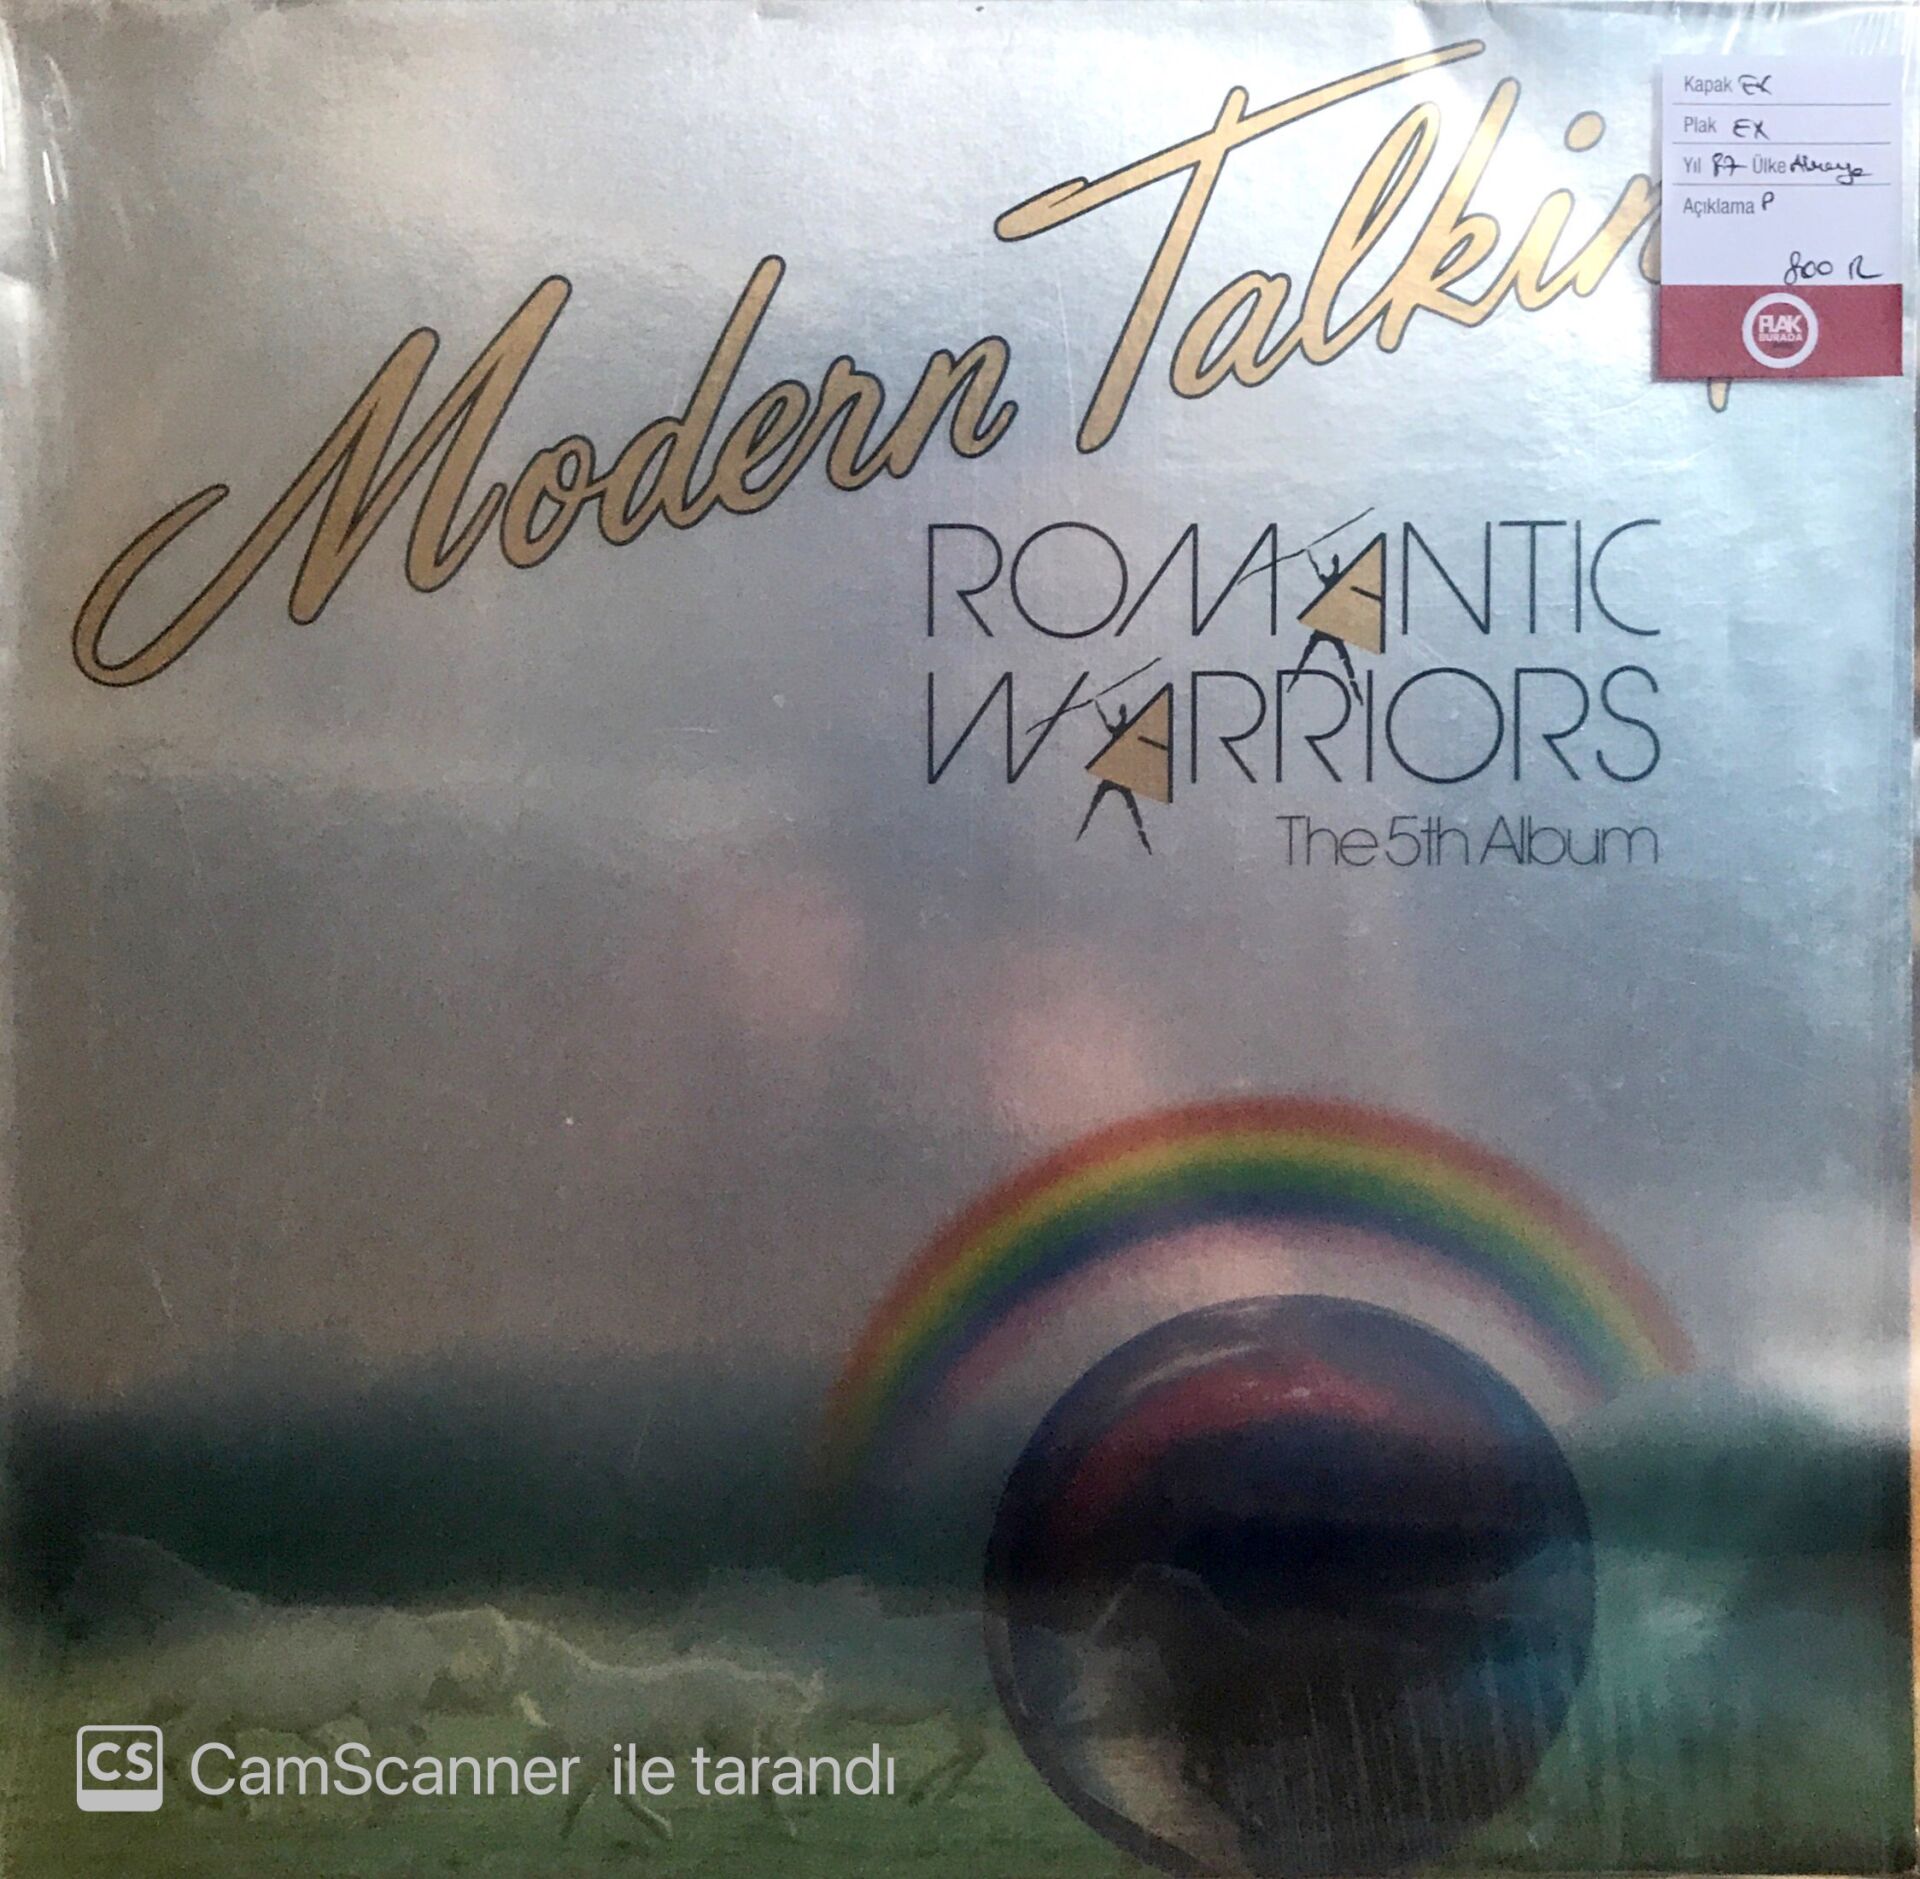 Modern Talkin
ROMANTIC
WARRIORS
The 5th Album
Kapak EX
Plak EX
Yıl 87 Ülke Almanya
Açıklama P
800 TL
PLAK
BURADA
CS CamScanner ile tarandı